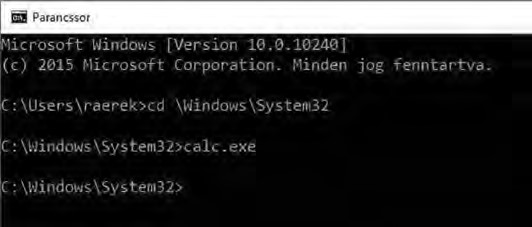 Parancssor
Microsoft Windows [Version 10.0.10240]
(c) 2015 Microsoft Corporation. Minden jog fenntartva.
C:\Users\raerek>cd \Windows\System32
C:\Windows\System32>calc.exe
C:\Windows\System32>